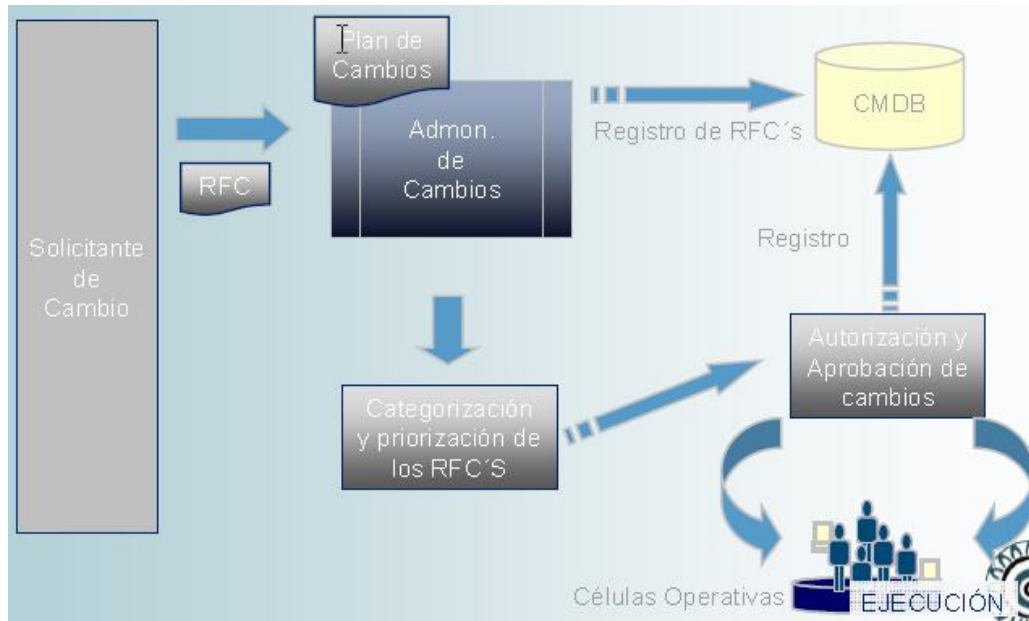 Plan de
Cambios
Admon.
de
Cambios
CMDB
Registro de RFC´s
RFC
Solicitante
de
Cambio
Registro
Autorización y
Aprobación de
cambios
Categorización
y priorización de
los RFC´S
Células Operativas
EJECUCIÓN